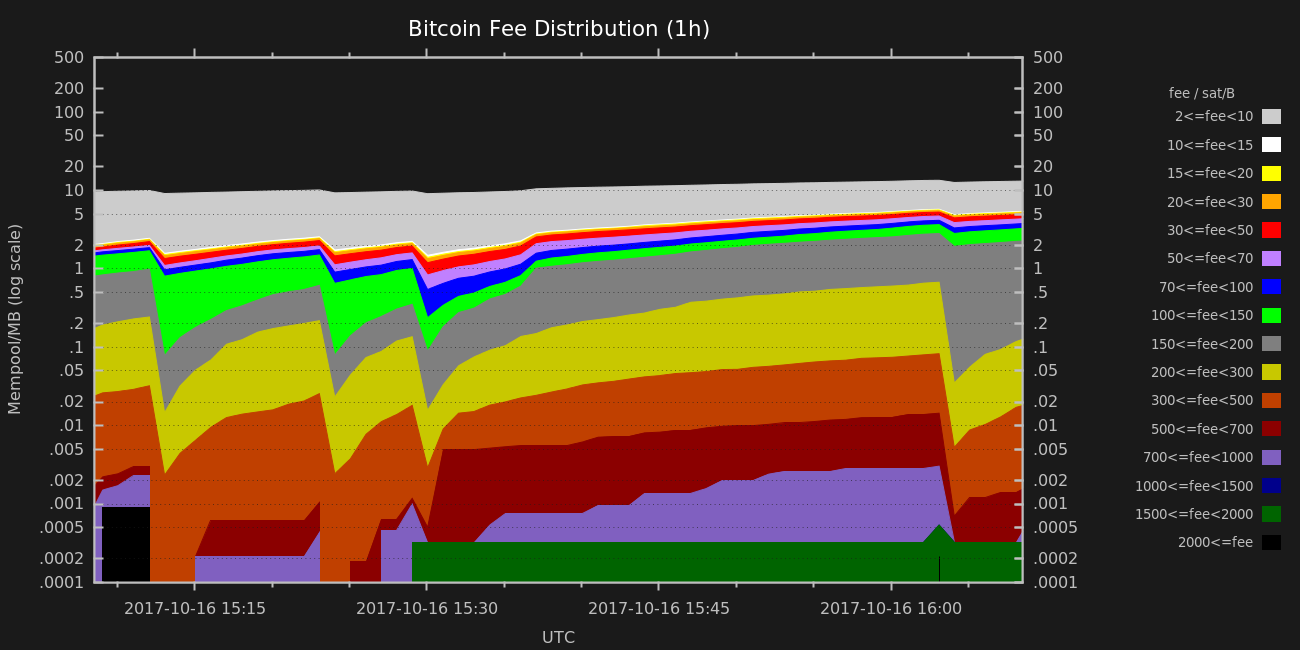 Bitcoin Fee Distribution (1h)
500
200
100
50
20
10
5
2
1
.5
.2
.1
.05
.02
.01
.005
.002
.001
.0005
.0002
.0001
Mempool/MB (log scale)
500
200
100
50
20
10
5
2
1
.5
.2
.1
.05
.02
.01
.005
.002
.001
.0005
.0002
.0001
2017-10-16 15:15
2017-10-16 15:30
2017-10-16 15:45
2017-10-16 16:00
UTC
fee / sat/B
2<=fee<10
10<=fee<15
15<=fee<20
20<=fee<30
30<=fee<50
50<=fee<70
70<=fee<100
100<=fee<150
150<=fee<200
200<=fee<300
300<=fee<500
500<=fee<700
700<=fee<1000
1000<=fee<1500
1500<=fee<2000
2000<=fee